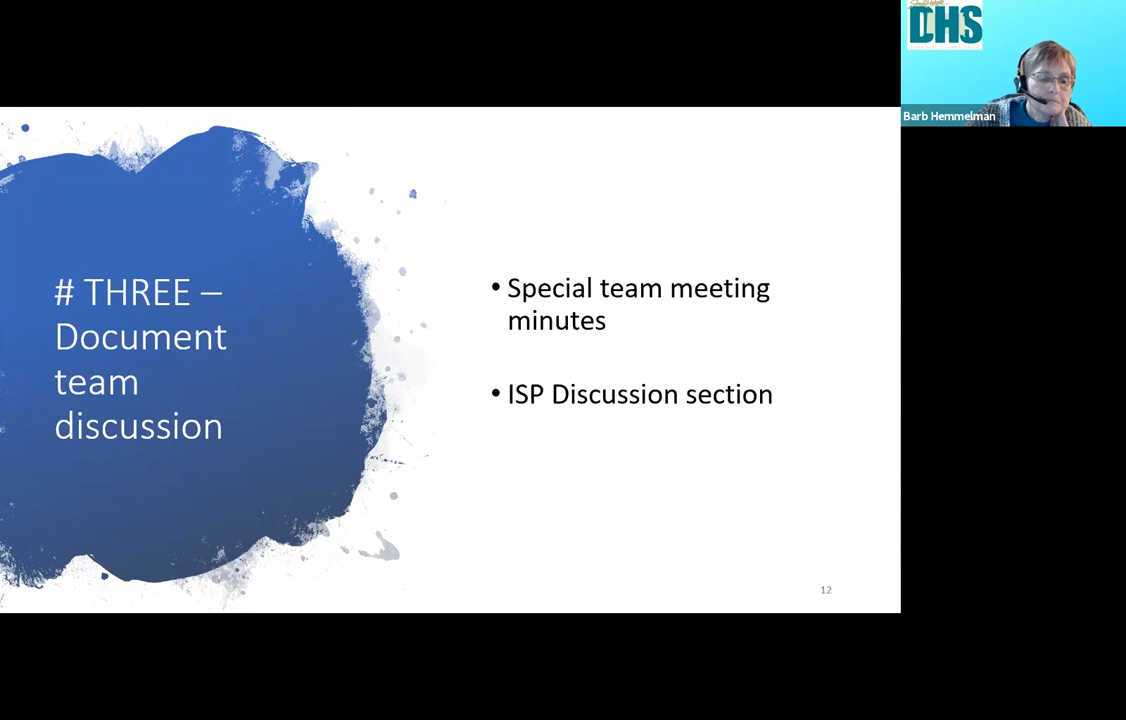 DHS
Barb Hemmelman
# THREE –
Document
team
discussion
• Special team meeting
minutes
• ISP Discussion section
12